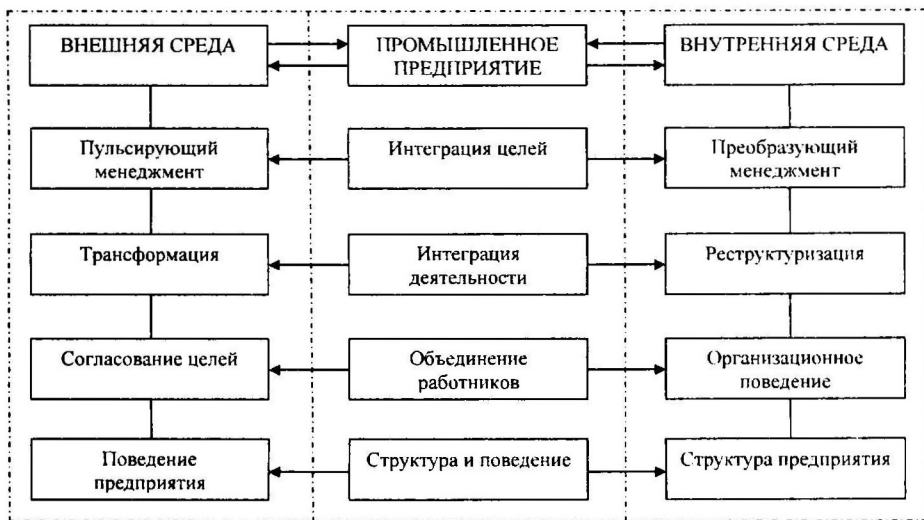 ВНЕШНЯЯ СРЕДА
ПРОМЫШЛЕННОЕ
ПРЕДПРИЯТИЕ
ВНУТРЕННЯЯ СРЕДА
Пульсирующий
менеджмент
Интеграция целей
Преобразующий
менеджмент
Трансформация
Интеграция
деятельности
Реструктуризация
Согласование целей
Объединение
работников
Организационное
поведение
Поведение
предприятия
Структура и поведение
Структура предприятия